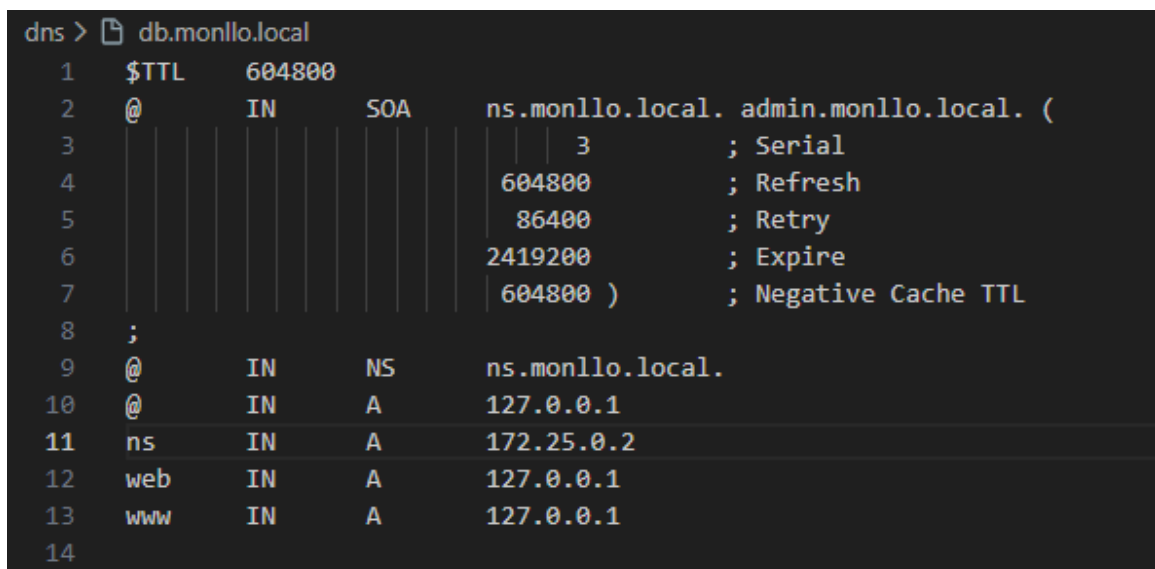 dns > db.monllo.local
1 $TTL 604800
2 @ IN SOA ns.monllo.local. admin.monllo.local. (
3 3 ; Serial
4 604800 ; Refresh
5 86400 ; Retry
6 2419200 ; Expire
7 604800 ) ; Negative Cache TTL
8 ;
9 @ IN NS ns.monllo.local.
10 @ IN A 127.0.0.1
11 ns IN A 172.25.0.2
12 web IN A 127.0.0.1
13 www IN A 127.0.0.1
14